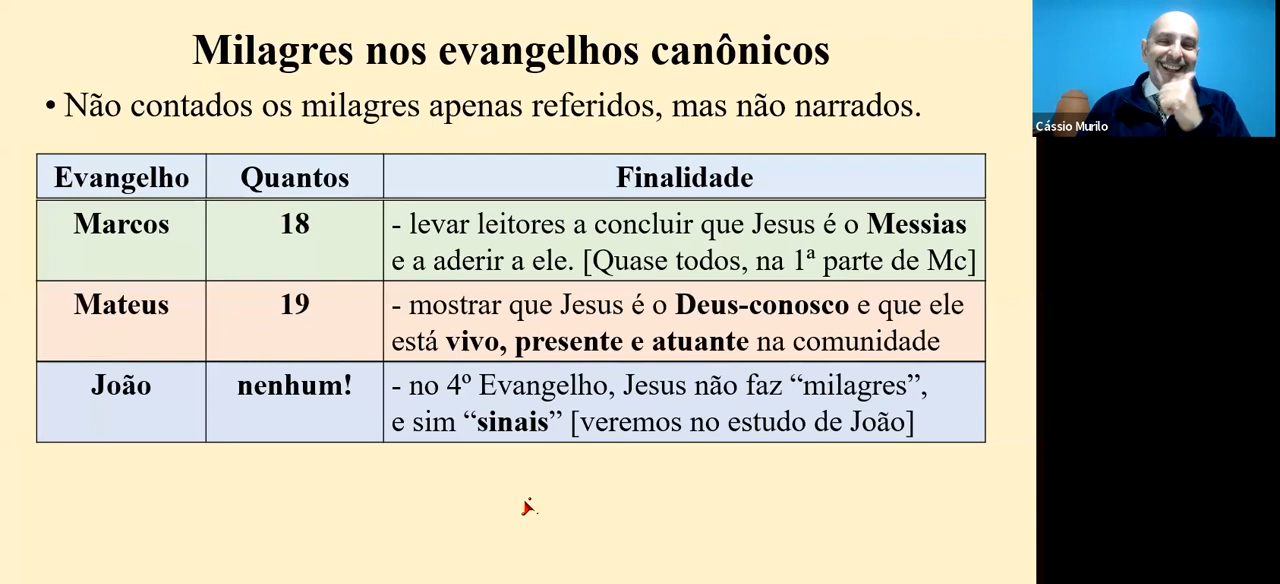 Milagres nos evangelhos canônicos
• Não contados os milagres apenas referidos, mas não narrados.
Evangelho Quantos Finalidade
Marcos 18 - levar leitores a concluir que Jesus é o Messias
e a aderir a ele. [Quase todos, na 1ª parte de Mc]
Mateus 19 - mostrar que Jesus é o Deus-conosco e que ele
está vivo, presente e atuante na comunidade
João nenhum! - no 4º Evangelho, Jesus não faz “milagres”,
e sim “sinais” [veremos no estudo de João]
Cássio Murilo